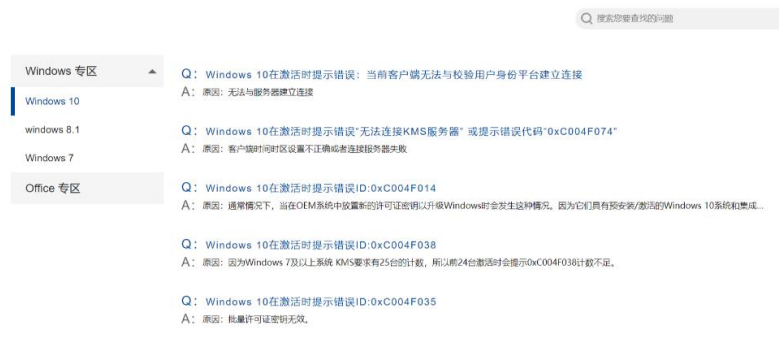 搜索您要查找的问题
Windows 专区
Windows 10
windows 8.1
Windows 7
Office 专区
Q： Windows 10在激活时提示错误：当前客户端无法与校验用户身份平台建立连接
A： 原因：无法与服务器建立连接
Q： Windows 10在激活时提示错误“无法连接KMS服务器” 或提示错误代码“0xC004F074”
A： 原因：客户端时间时区设置不正确或者连接服务器失败
Q： Windows 10在激活时提示错误ID:0xC004F014
A： 原因：通常情况下，当在OEM系统中放置新的许可证密钥以升级Windows时会发生这种情况。因为它们具有预安装/激活的Windows 10系统和集成...
Q： Windows 10在激活时提示错误ID:0xC004F038
A： 原因：因为Windows 7及以上系统 KMS要求有25台的计数，所以前24台激活时会提示0xC004F038计数不足。
Q： Windows 10在激活时提示错误ID:0xC004F035
A： 原因：批量许可证密钥无效。